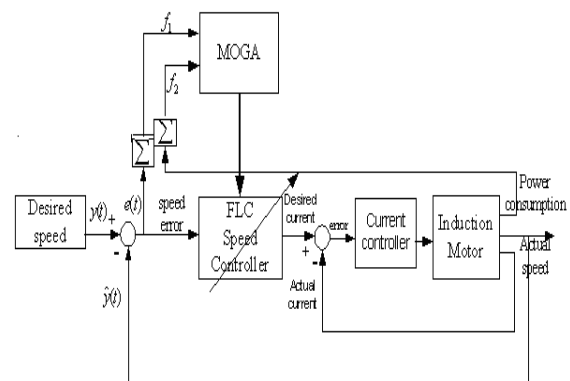 f₁
MOGA
f₂
Σ
Σ
Power
consumption
Desired
speed
y(t)
+
-
e(t)
speed
error
FLC
Speed
Controller
Desired
current
+
-
error
Actual
current
Current
controller
Induction
Motor
Actual
speed
ŷ(t)